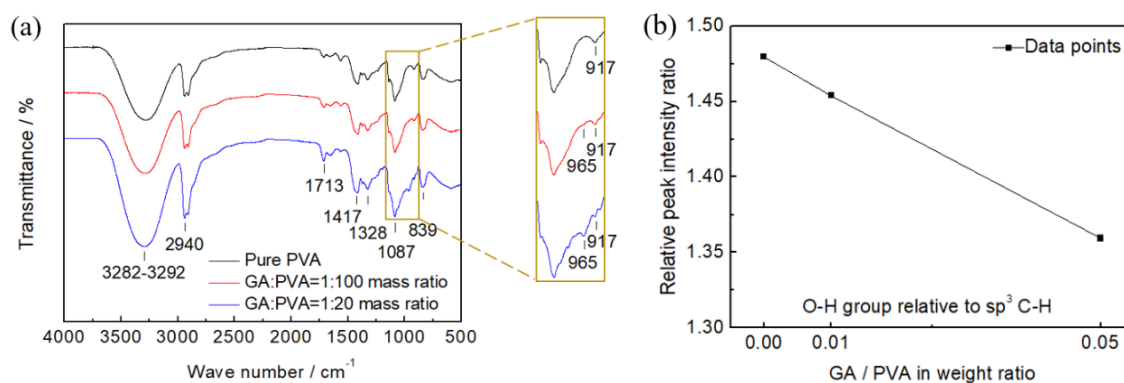 (a)
Transmittance / %
917
917
965
917
965
1713
1417
1328
839
1087
2940
3282-3292
Pure PVA
GA:PVA=1:100 mass ratio
GA:PVA=1:20 mass ratio
4000 3500 3000 2500 2000 1500 1000 500
Wave number / cm⁻¹
(b)
Relative peak intensity ratio
1.50
1.45
1.40
1.35
1.30
Data points
O-H group relative to sp³ C-H
0.00 0.01 0.05
GA / PVA in weight ratio